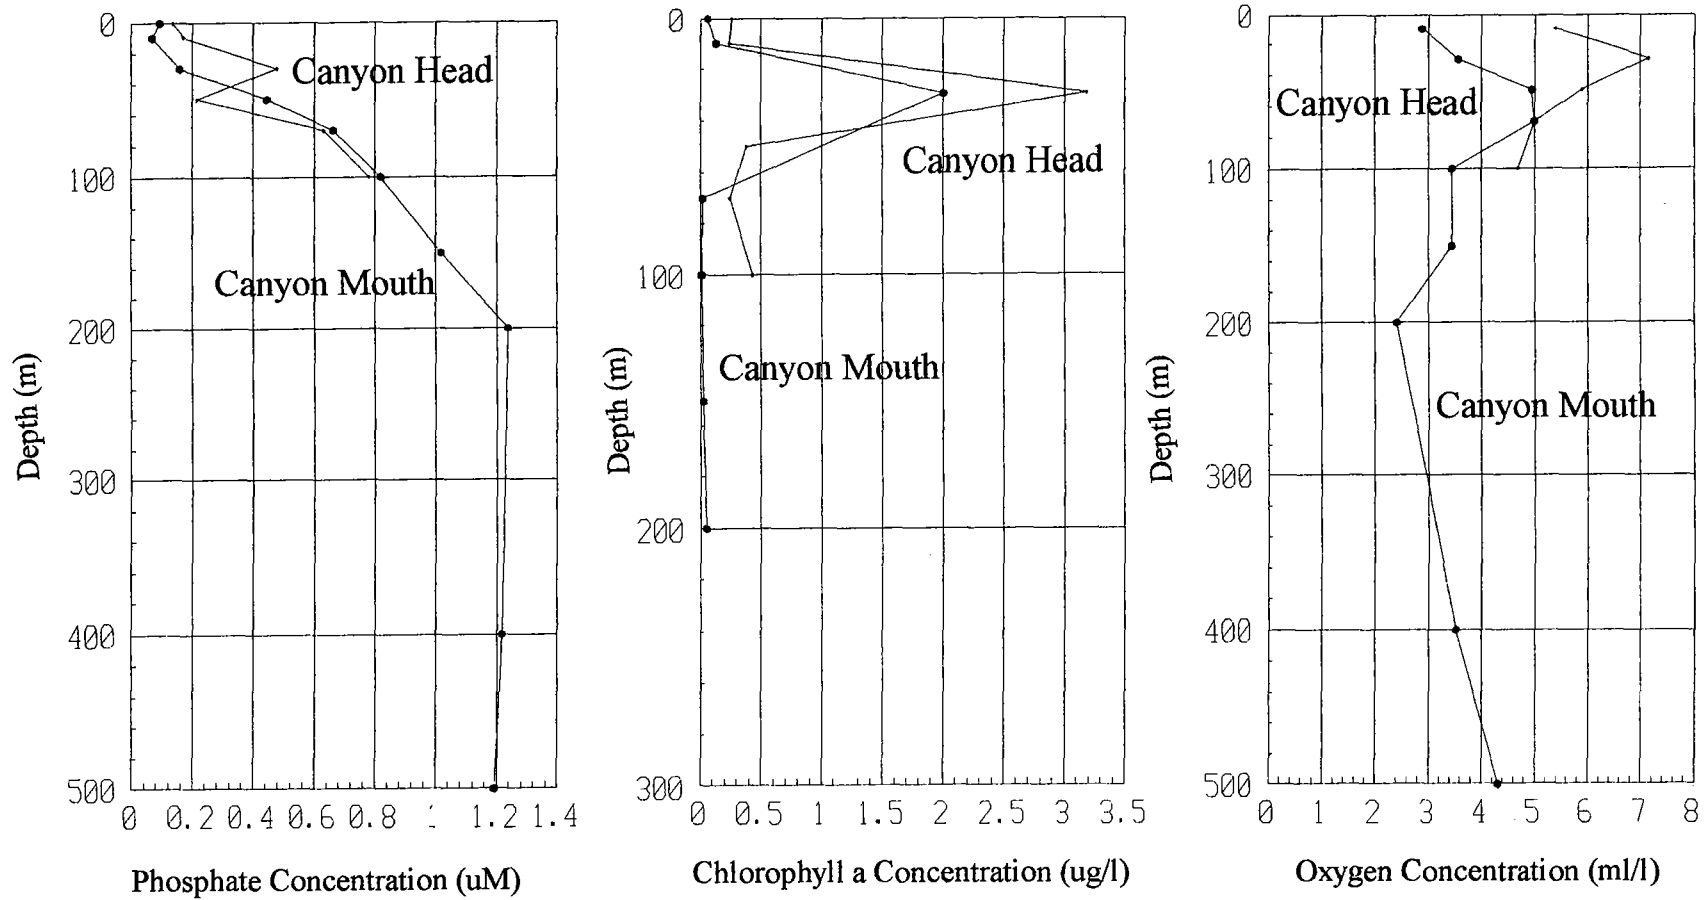 0
100
200
300
400
500
Depth (m)
Canyon Head
Canyon Mouth
0 0.2 0.4 0.6 0.8 1.2 1.4
Phosphate Concentration (uM)
0
100
200
300
Depth (m)
Canyon Head
Canyon Mouth
0 0.5 1 1.5 2 2.5 3 3.5
Chlorophyll a Concentration (ug/l)
0
100
200
300
400
500
Depth (m)
Canyon Head
Canyon Mouth
0 1 2 3 4 5 6 7 8
Oxygen Concentration (ml/l)